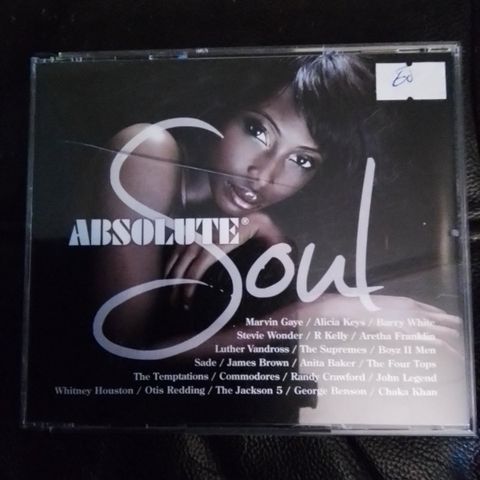 60
ABSOLUTE®
Soul
Marvin Gaye / Alicia Keys / Barry White
Stevie Wonder / R Kelly / Aretha Franklin
Luther Vandross / The Supremes / Boyz II Men
Sade / James Brown / Anita Baker / The Four Tops
The Temptations / Commodores / Randy Crawford / John Legend
Whitney Houston / Otis Redding / The Jackson 5 / George Benson / Chaka Khan